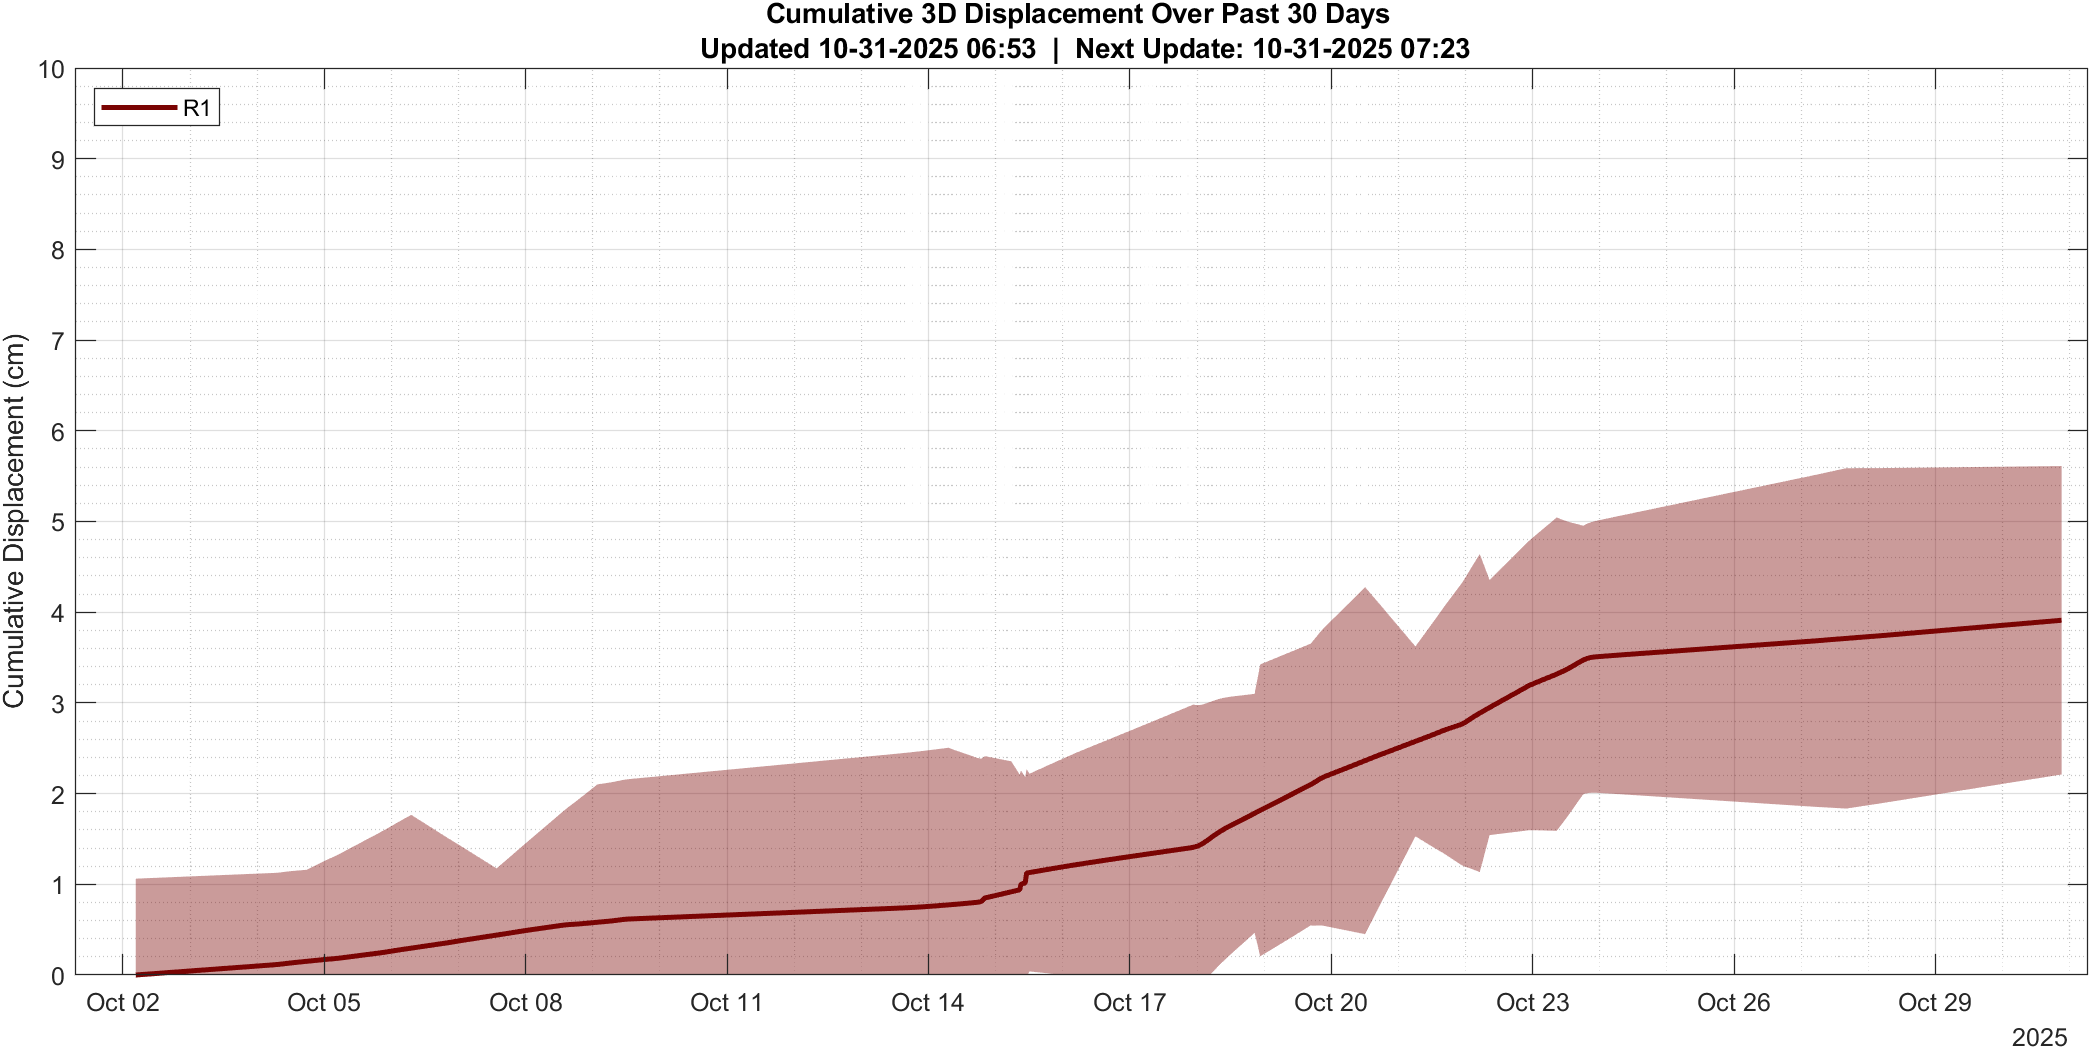 Cumulative 3D Displacement Over Past 30 Days
Updated 10-31-2025 06:53 | Next Update: 10-31-2025 07:23
R1
Cumulative Displacement (cm)
10
9
8
7
6
5
4
3
2
1
0
Oct 02 Oct 05 Oct 08 Oct 11 Oct 14 Oct 17 Oct 20 Oct 23 Oct 26 Oct 29
2025